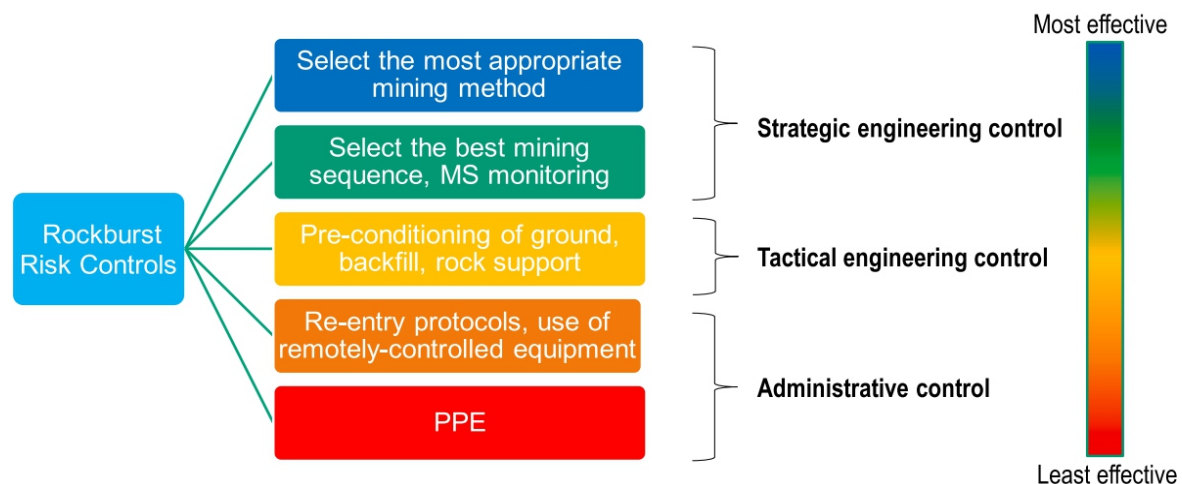 Most effective
Select the most appropriate
mining method
Strategic engineering control
Select the best mining
sequence, MS monitoring
Rockburst
Risk Controls
Pre-conditioning of ground,
backfill, rock support
Tactical engineering control
Re-entry protocols, use of
remotely-controlled equipment
Administrative control
PPE
Least effective